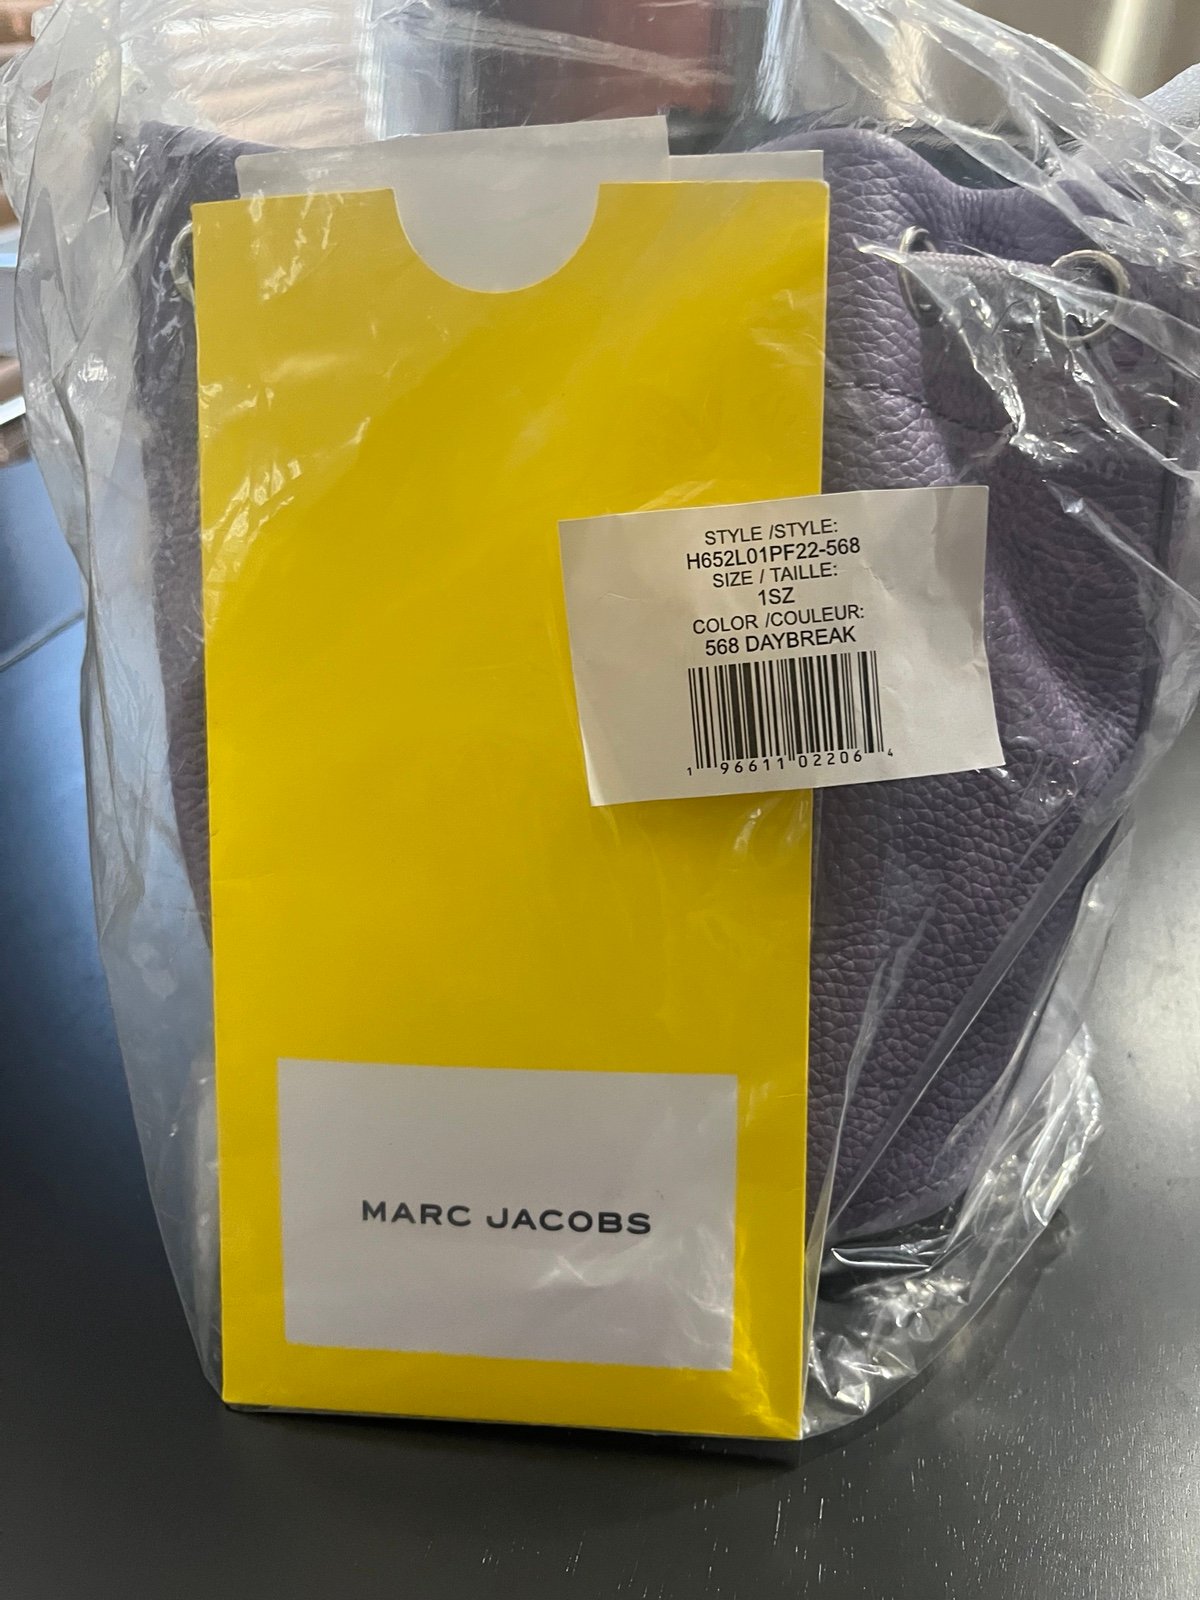 STYLE /STYLE:
H652L01PF22-568
SIZE / TAILLE:
1SZ
COLOR /COULEUR:
568 DAYBREAK
1 96611 02206 4
MARC JACOBS